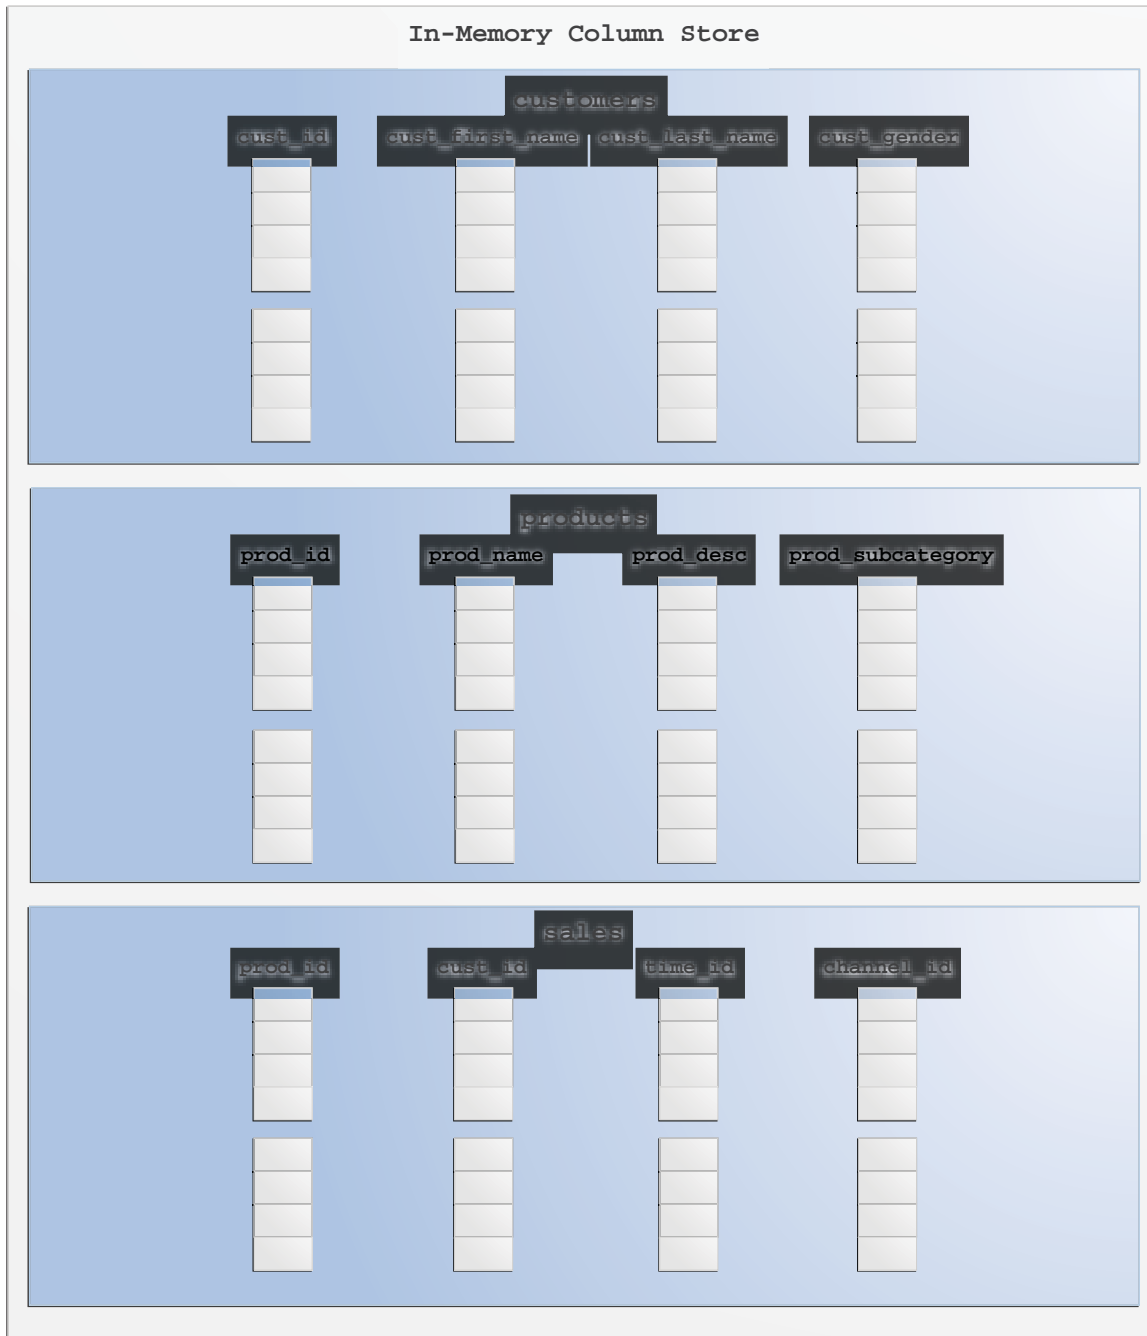 In-Memory Column Store
customers
cust_id cust_first_name cust_last_name cust_gender
products
prod_id prod_name prod_desc prod_subcategory
sales
prod_id cust_id time_id channel_id